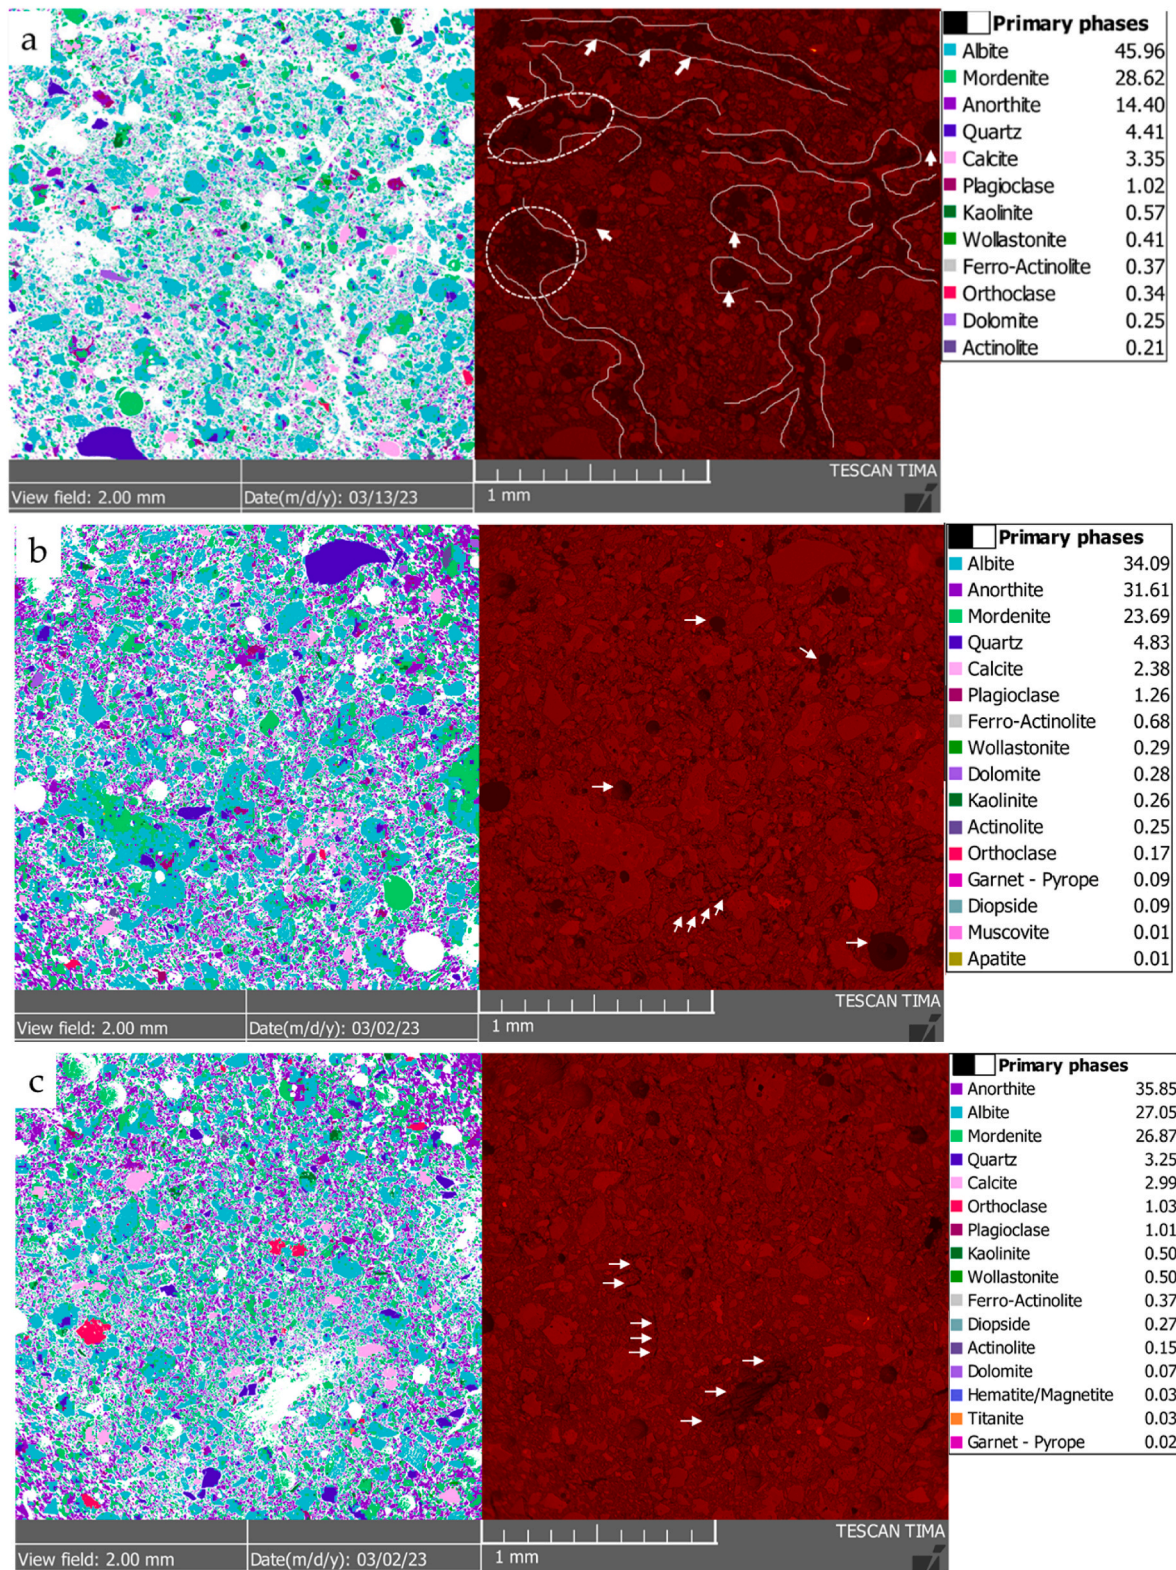 a
Primary phases
Albite 45.96
Mordenite 28.62
Anorthite 14.40
Quartz 4.41
Calcite 3.35
Plagioclase 1.02
Kaolinite 0.57
Wollastonite 0.41
Ferro-Actinolite 0.37
Orthoclase 0.34
Dolomite 0.25
Actinolite 0.21
TESCAN TIMA
View field: 2.00 mm Date(m/d/y): 03/13/23 1 mm
b
Primary phases
Albite 34.09
Anorthite 31.61
Mordenite 23.69
Quartz 4.83
Calcite 2.38
Plagioclase 1.26
Ferro-Actinolite 0.68
Wollastonite 0.29
Dolomite 0.28
Kaolinite 0.26
Actinolite 0.25
Orthoclase 0.17
Garnet - Pyrope 0.09
Diopside 0.09
Muscovite 0.01
Apatite 0.01
TESCAN TIMA
View field: 2.00 mm Date(m/d/y): 03/02/23 1 mm
c
Primary phases
Anorthite 35.85
Albite 27.05
Mordenite 26.87
Quartz 3.25
Calcite 2.99
Orthoclase 1.03
Plagioclase 1.01
Kaolinite 0.50
Wollastonite 0.50
Ferro-Actinolite 0.37
Diopside 0.27
Actinolite 0.15
Dolomite 0.07
Hematite/Magnetite 0.03
Titanite 0.03
Garnet - Pyrope 0.02
TESCAN TIMA
View field: 2.00 mm Date(m/d/y): 03/02/23 1 mm